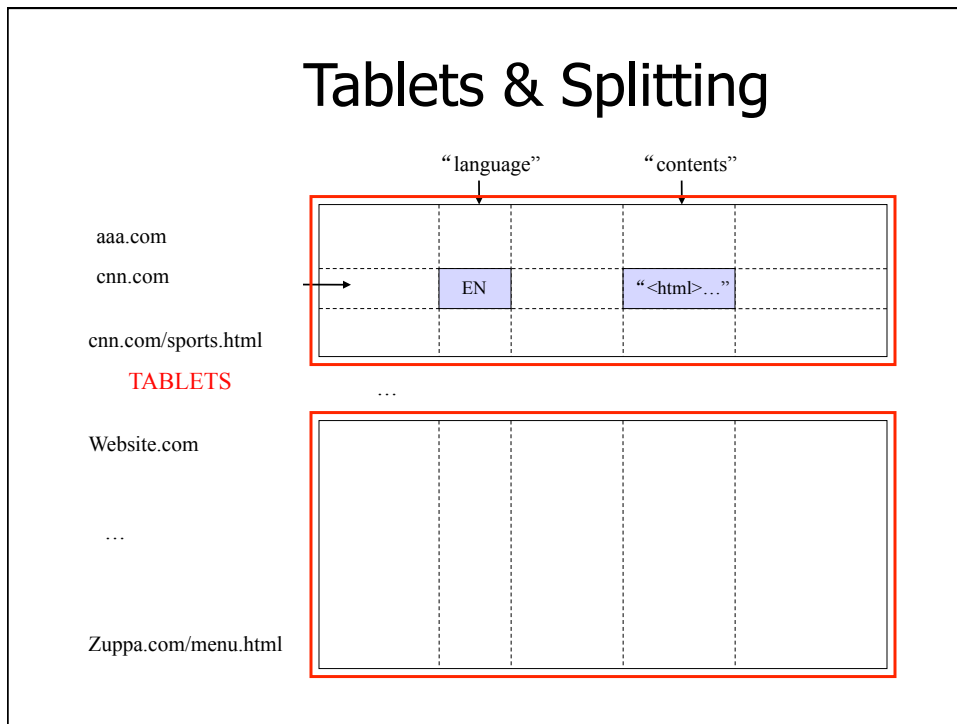 Tablets & Splitting
“language” “contents”
aaa.com
cnn.com EN “<html>…”
cnn.com/sports.html
TABLETS …
Website.com
…
Zuppa.com/menu.html